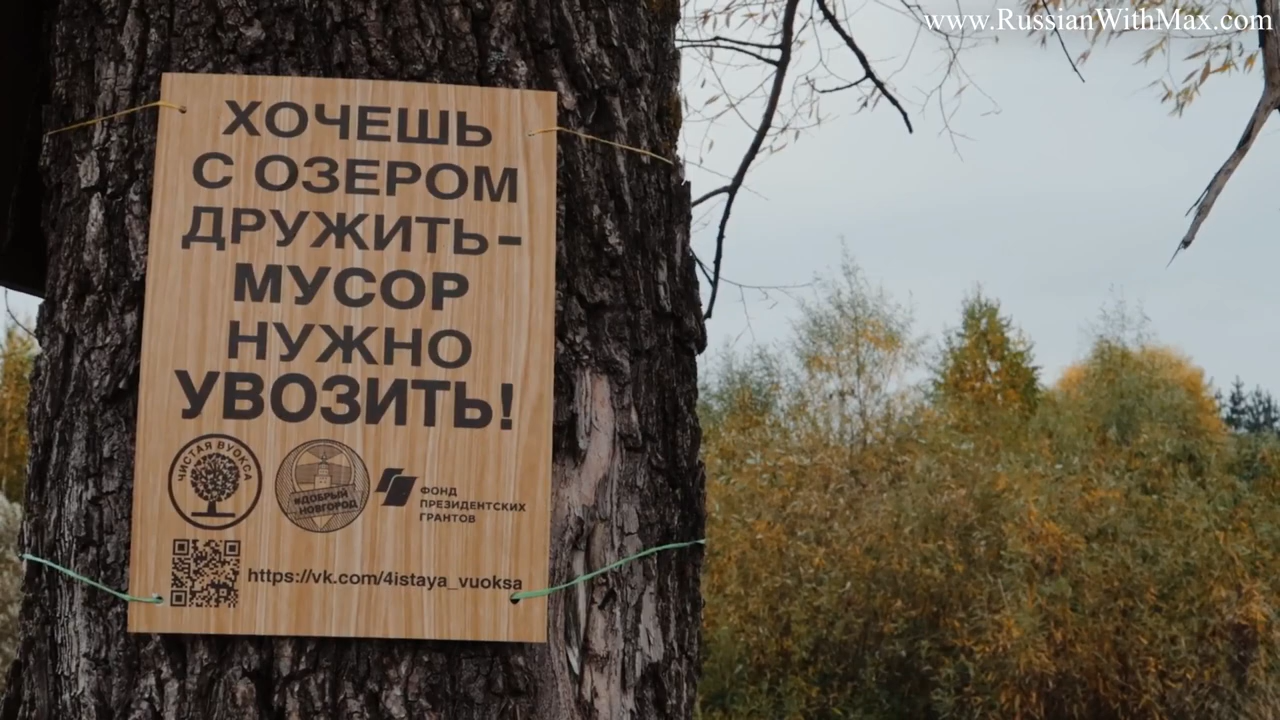 www.RussianWithMax.com
ХОЧЕШЬ
С ОЗЕРОМ
ДРУЖИТЬ-
МУСОР
НУЖНО
УВОЗИТЬ!
ЧИСТАЯ ВУОКСА
#ДОБРЫЙ
НОВГОРОД
ФОНД
ПРЕЗИДЕНТСКИХ
ГРАНТОВ
https://vk.com/4istaya_vuoksa